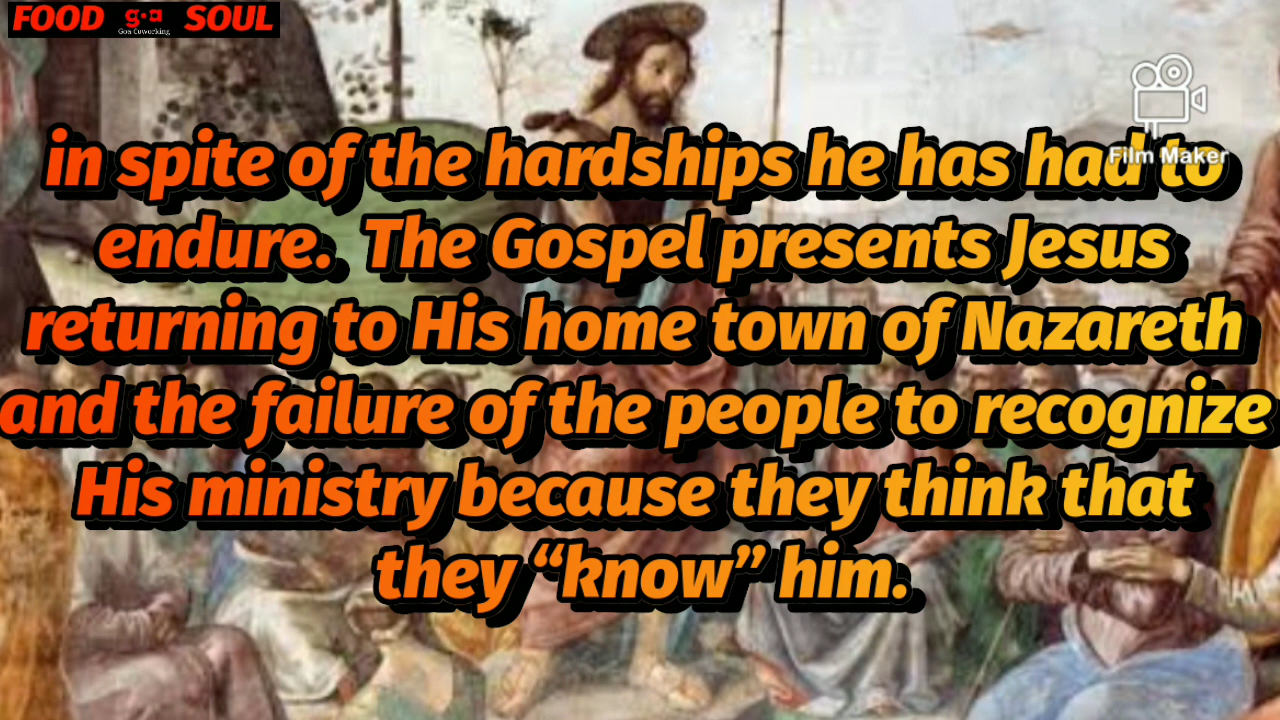 FOOD g·a SOUL
Goa Coworking
Film Maker
in spite of the hardships he has had to
endure. The Gospel presents Jesus
returning to His home town of Nazareth
and the failure of the people to recognize
His ministry because they think that
they “know” him.